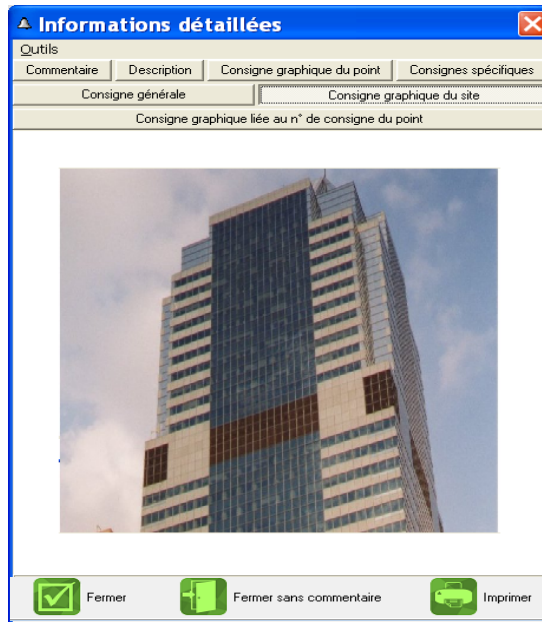 Informations détaillées
Outils
Commentaire Description Consigne graphique du point Consignes spécifiques
Consigne générale Consigne graphique du site
Consigne graphique liée au n° de consigne du point
Fermer Fermer sans commentaire Imprimer